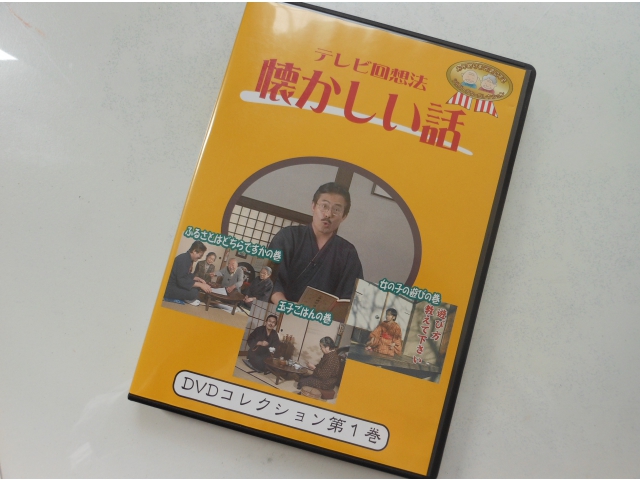 テレビ回想法
懐かしい話
ふるさとはどちらですかの巻
玉子ごはんの巻
女の子の遊びの巻
遊び方
教えて下さい
DVDコレクション第1巻